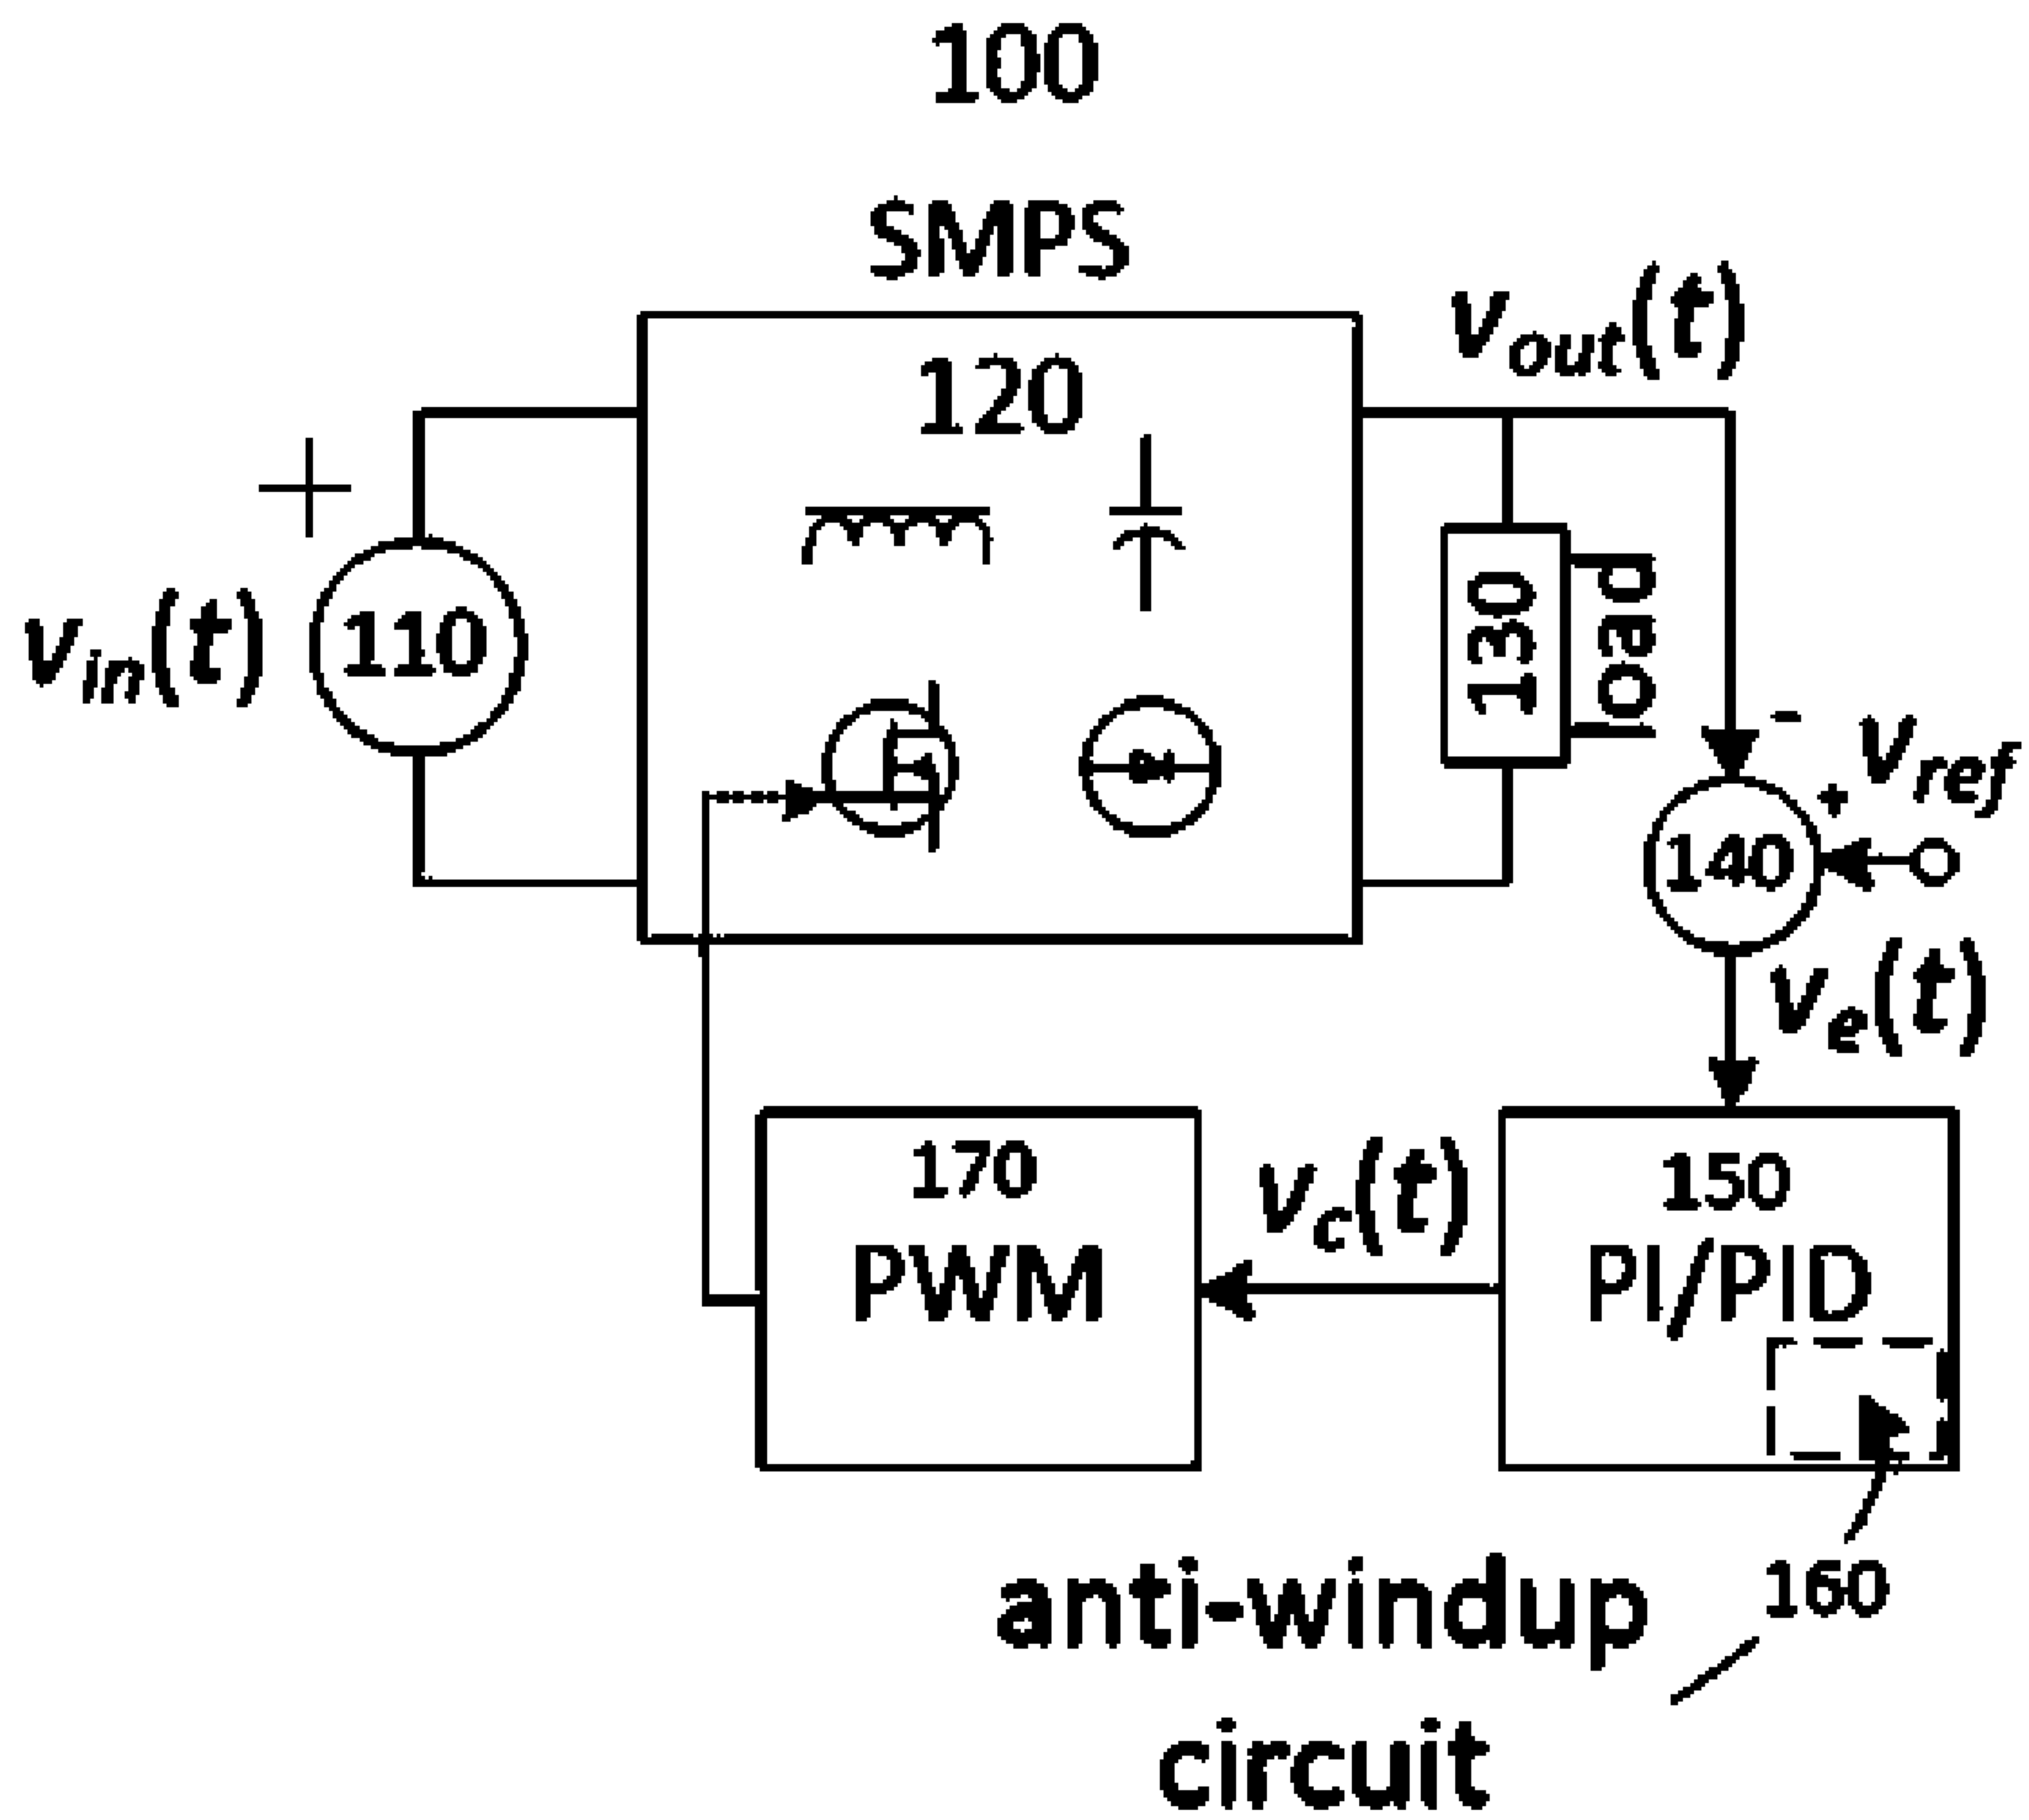 100
SMPS
120
v_out(t)
+
v_in(t)
110
130
load
-
v_ref
+
140
v_e(t)
170
PWM
v_c(t)
150
PI/PID
anti-windup
160
circuit